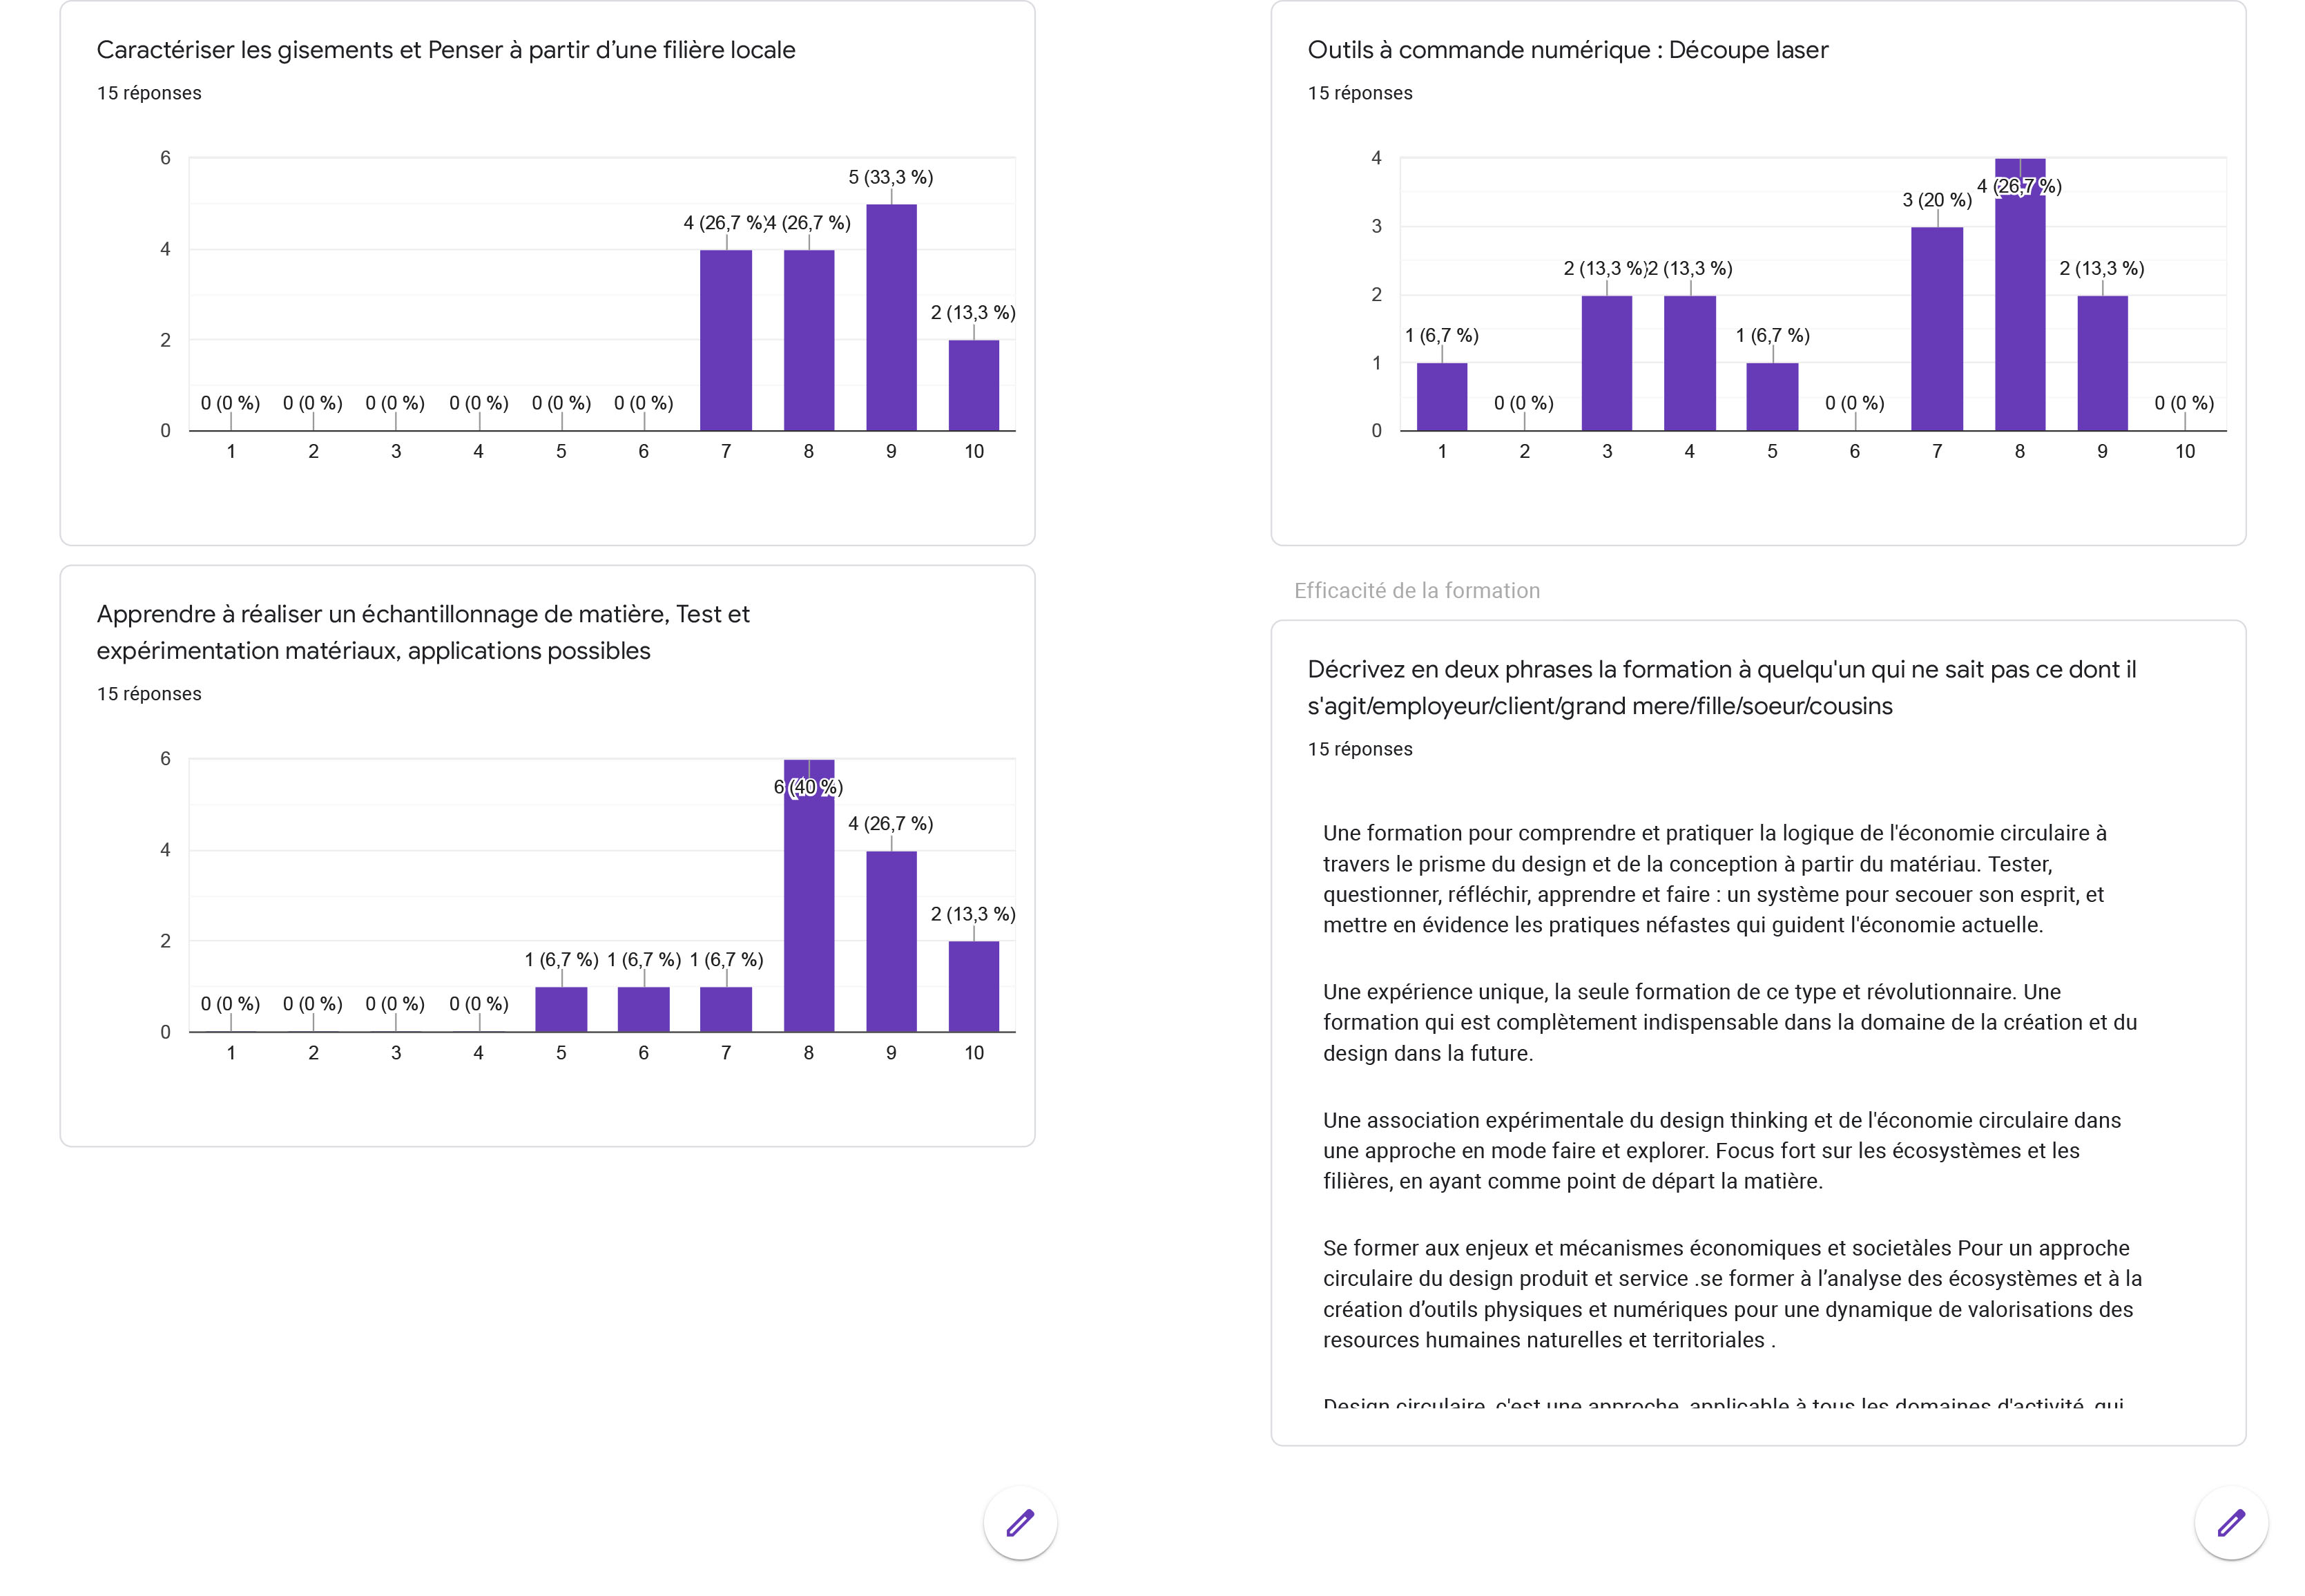 Caractériser les gisements et Penser à partir d’une filière locale
15 réponses
6
4
2
0
0 (0 %)
0 (0 %)
0 (0 %)
0 (0 %)
0 (0 %)
0 (0 %)
4 (26,7 %)
4 (26,7 %)
5 (33,3 %)
2 (13,3 %)
1 2 3 4 5 6 7 8 9 10
Apprendre à réaliser un échantillonnage de matière, Test et
expérimentation matériaux, applications possibles
15 réponses
6
4
2
0
0 (0 %)
0 (0 %)
0 (0 %)
0 (0 %)
1 (6,7 %)
1 (6,7 %)
1 (6,7 %)
6 (40 %)
4 (26,7 %)
2 (13,3 %)
1 2 3 4 5 6 7 8 9 10
Outils à commande numérique : Découpe laser
15 réponses
4
3
2
1
0
1 (6,7 %)
0 (0 %)
2 (13,3 %)
2 (13,3 %)
1 (6,7 %)
0 (0 %)
3 (20 %)
4 (26,7 %)
2 (13,3 %)
0 (0 %)
1 2 3 4 5 6 7 8 9 10
Efficacité de la formation
Décrivez en deux phrases la formation à quelqu'un qui ne sait pas ce dont il
s'agit/employeur/client/grand mere/fille/soeur/cousins
15 réponses
Une formation pour comprendre et pratiquer la logique de l'économie circulaire à
travers le prisme du design et de la conception à partir du matériau. Tester,
questionner, réfléchir, apprendre et faire : un système pour secouer son esprit, et
mettre en évidence les pratiques néfastes qui guident l'économie actuelle.
Une expérience unique, la seule formation de ce type et révolutionnaire. Une
formation qui est complètement indispensable dans la domaine de la création et du
design dans la future.
Une association expérimentale du design thinking et de l'économie circulaire dans
une approche en mode faire et explorer. Focus fort sur les écosystèmes et les
filières, en ayant comme point de départ la matière.
Se former aux enjeux et mécanismes économiques et societàles Pour un approche
circulaire du design produit et service .se former à l’analyse des écosystèmes et à la
création d’outils physiques et numériques pour une dynamique de valorisations des
resources humaines naturelles et territoriales .
Design circulaire, c'est une approche, applicable à tous les domaines d'activité, qui